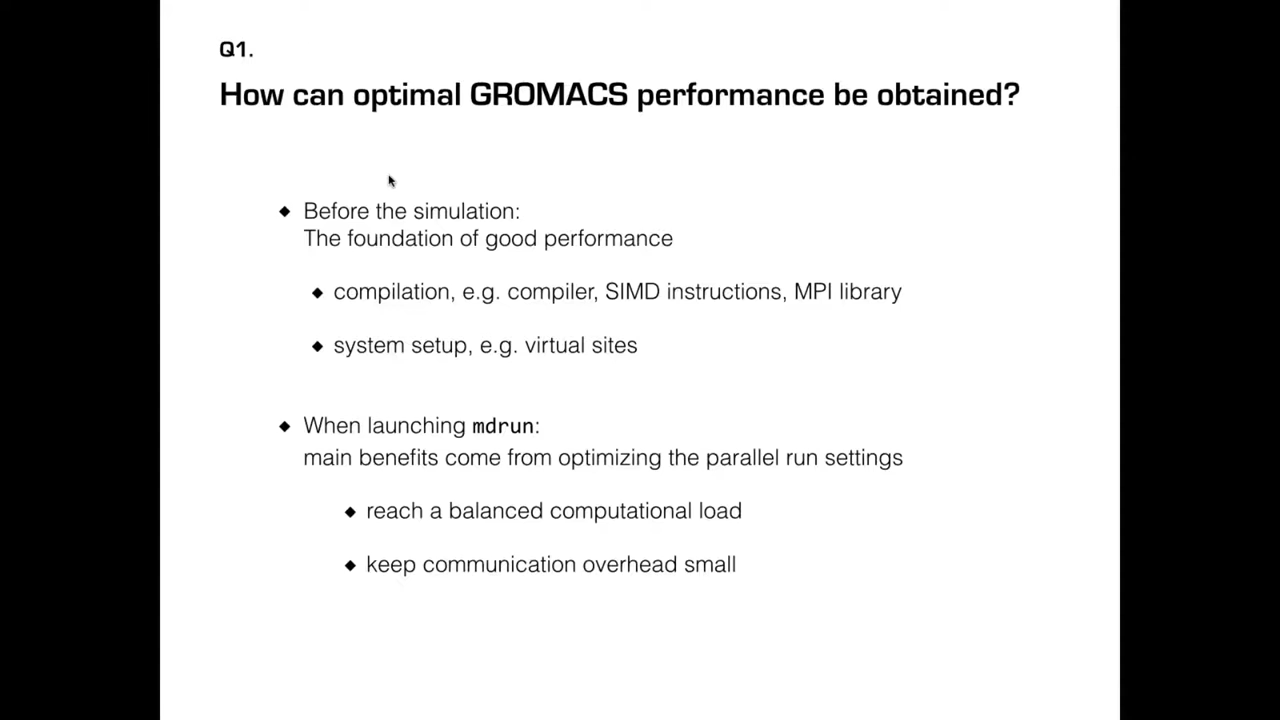 Q1.
How can optimal GROMACS performance be obtained?
◆ Before the simulation:
The foundation of good performance
◆ compilation, e.g. compiler, SIMD instructions, MPI library
◆ system setup, e.g. virtual sites
◆ When launching mdrun:
main benefits come from optimizing the parallel run settings
◆ reach a balanced computational load
◆ keep communication overhead small